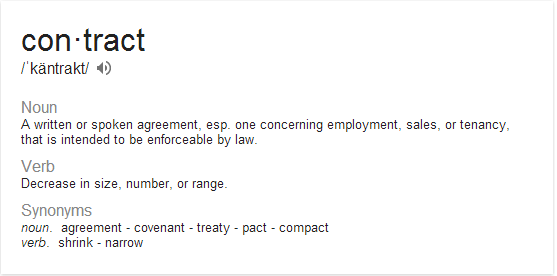 con·tract
/ˈkäntrakt/
Noun
A written or spoken agreement, esp. one concerning employment, sales, or tenancy,
that is intended to be enforceable by law.
Verb
Decrease in size, number, or range.
Synonyms
noun. agreement - covenant - treaty - pact - compact
verb. shrink - narrow